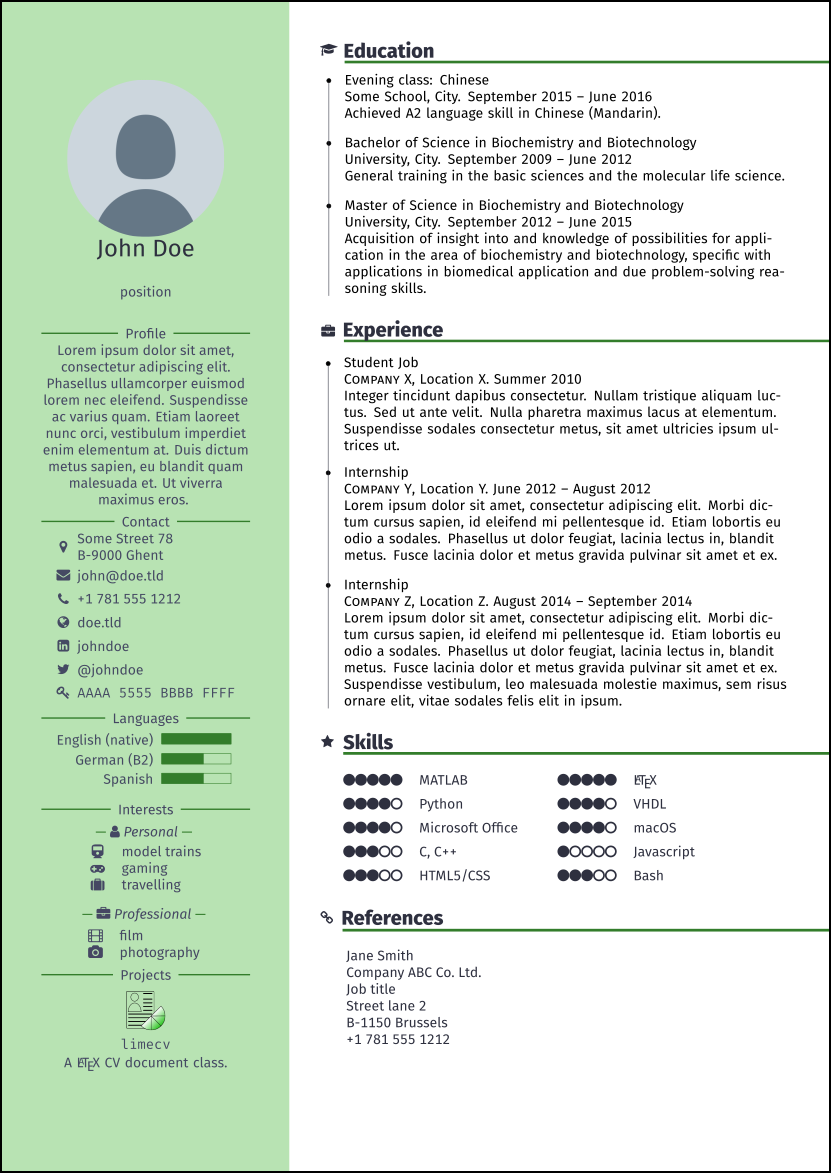 John Doe
position
Profile
Lorem ipsum dolor sit amet,
consectetur adipiscing elit.
Phasellus ullamcorper euismod
lorem nec eleifend. Suspendisse
ac varius quam. Etiam laoreet
nunc orci, vestibulum imperdiet
enim elementum at. Duis dictum
metus sapien, eu blandit quam
malesuada et. Ut viverra
maximus eros.
Contact
Some Street 78
B-9000 Ghent
john@doe.tld
+1 781 555 1212
doe.tld
johndoe
@johndoe
AAAA 5555 BBBB FFFF
Languages
English (native)
German (B2)
Spanish
Interests
Personal
model trains
gaming
travelling
Professional
film
photography
Projects
limecv
A LATEX CV document class.
Education
Evening class: Chinese
Some School, City. September 2015 – June 2016
Achieved A2 language skill in Chinese (Mandarin).
Bachelor of Science in Biochemistry and Biotechnology
University, City. September 2009 – June 2012
General training in the basic sciences and the molecular life science.
Master of Science in Biochemistry and Biotechnology
University, City. September 2012 – June 2015
Acquisition of insight into and knowledge of possibilities for appli-
cation in the area of biochemistry and biotechnology, specific with
applications in biomedical application and due problem-solving rea-
soning skills.
Experience
Student Job
Company X, Location X. Summer 2010
Integer tincidunt dapibus consectetur. Nullam tristique aliquam luc-
tus. Sed ut ante velit. Nulla pharetra maximus lacus at elementum.
Suspendisse sodales consectetur metus, sit amet ultricies ipsum ul-
trices ut.
Internship
Company Y, Location Y. June 2012 – August 2012
Lorem ipsum dolor sit amet, consectetur adipiscing elit. Morbi dic-
tum cursus sapien, id eleifend mi pellentesque id. Etiam lobortis eu
odio a sodales. Phasellus ut dolor feugiat, lacinia lectus in, blandit
metus. Fusce lacinia dolor et metus gravida pulvinar sit amet et ex.
Internship
Company Z, Location Z. August 2014 – September 2014
Lorem ipsum dolor sit amet, consectetur adipiscing elit. Morbi dic-
tum cursus sapien, id eleifend mi pellentesque id. Etiam lobortis eu
odio a sodales. Phasellus ut dolor feugiat, lacinia lectus in, blandit
metus. Fusce lacinia dolor et metus gravida pulvinar sit amet et ex.
Suspendisse vestibulum, leo malesuada molestie maximus, sem risus
ornare elit, vitae sodales felis elit in ipsum.
Skills
MATLAB LATEX
Python VHDL
Microsoft Office macOS
C, C++ Javascript
HTML5/CSS Bash
References
Jane Smith
Company ABC Co. Ltd.
Job title
Street lane 2
B-1150 Brussels
+1 781 555 1212